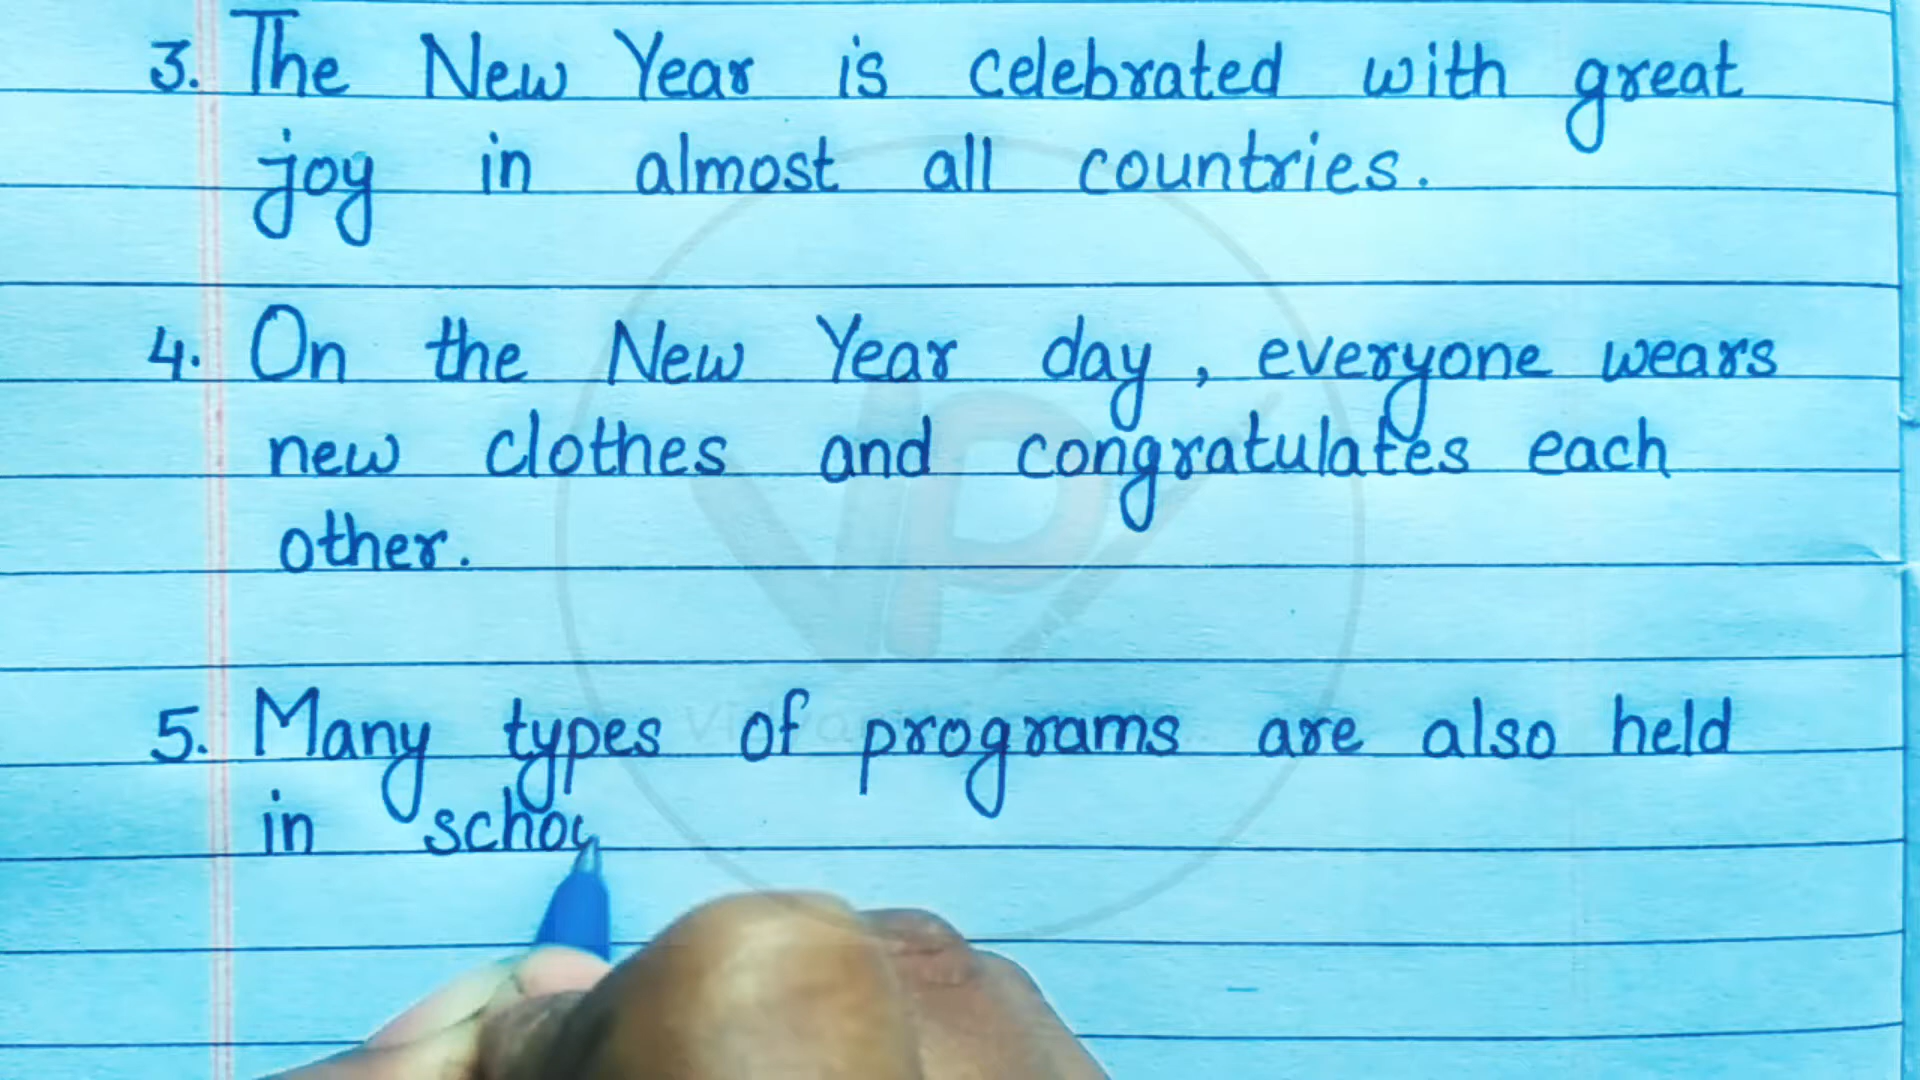 3. The New Year is celebrated with great
joy in almost all countries.
4. On the New Year day, everyone wears
new clothes and congratulates each
other.
5. Many types of programs are also held
in schoo